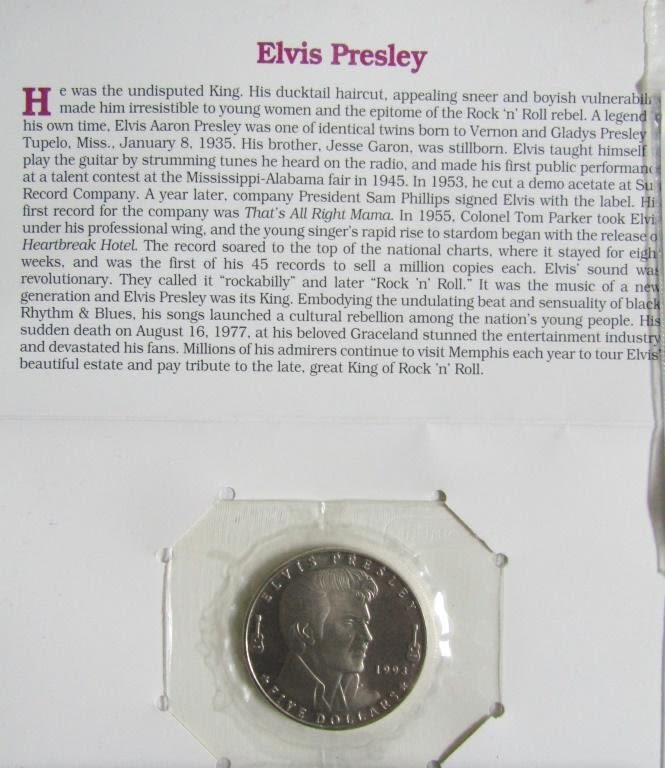 Elvis Presley
He was the undisputed King. His ducktail haircut, appealing sneer and boyish
made him irresistible to young women and the epitome of the Rock 'n' Roll rebel. A legend
his own time, Elvis Aaron Presley was one of identical twins born to Vernon and Gladys Presley
Tupelo, Miss., January 8, 1935. His brother, Jesse Garon, was stillborn. Elvis taught himself
play the guitar by strumming tunes he heard on the radio, and made his first public
at a talent contest at the Mississippi-Alabama fair in 1945. In 1953, he cut a demo acetate at Su
Record Company. A year later, company President Sam Phillips signed Elvis with the label. Hi
first record for the company was That's All Right Mama. In 1955, Colonel Tom Parker took Elvi
under his professional wing, and the young singer's rapid rise to stardom began with the release o
Heartbreak Hotel. The record soared to the top of the national charts, where it stayed for eigh
weeks, and was the first of his 45 records to sell a million copies each. Elvis' sound was
revolutionary. They called it "rockabilly" and later "Rock 'n' Roll." It was the music of a new
generation and Elvis Presley was its King. Embodying the undulating beat and sensuality of black
Rhythm & Blues, his songs launched a cultural rebellion among the nation's young people. His
sudden death on August 16, 1977, at his beloved Graceland stunned the entertainment industry
and devastated his fans. Millions of his admirers continue to visit Memphis each year to tour Elvis'
beautiful estate and pay tribute to the late, great King of Rock 'n' Roll.
ELVIS PRESLEY
1993
FIVE DOLLARS